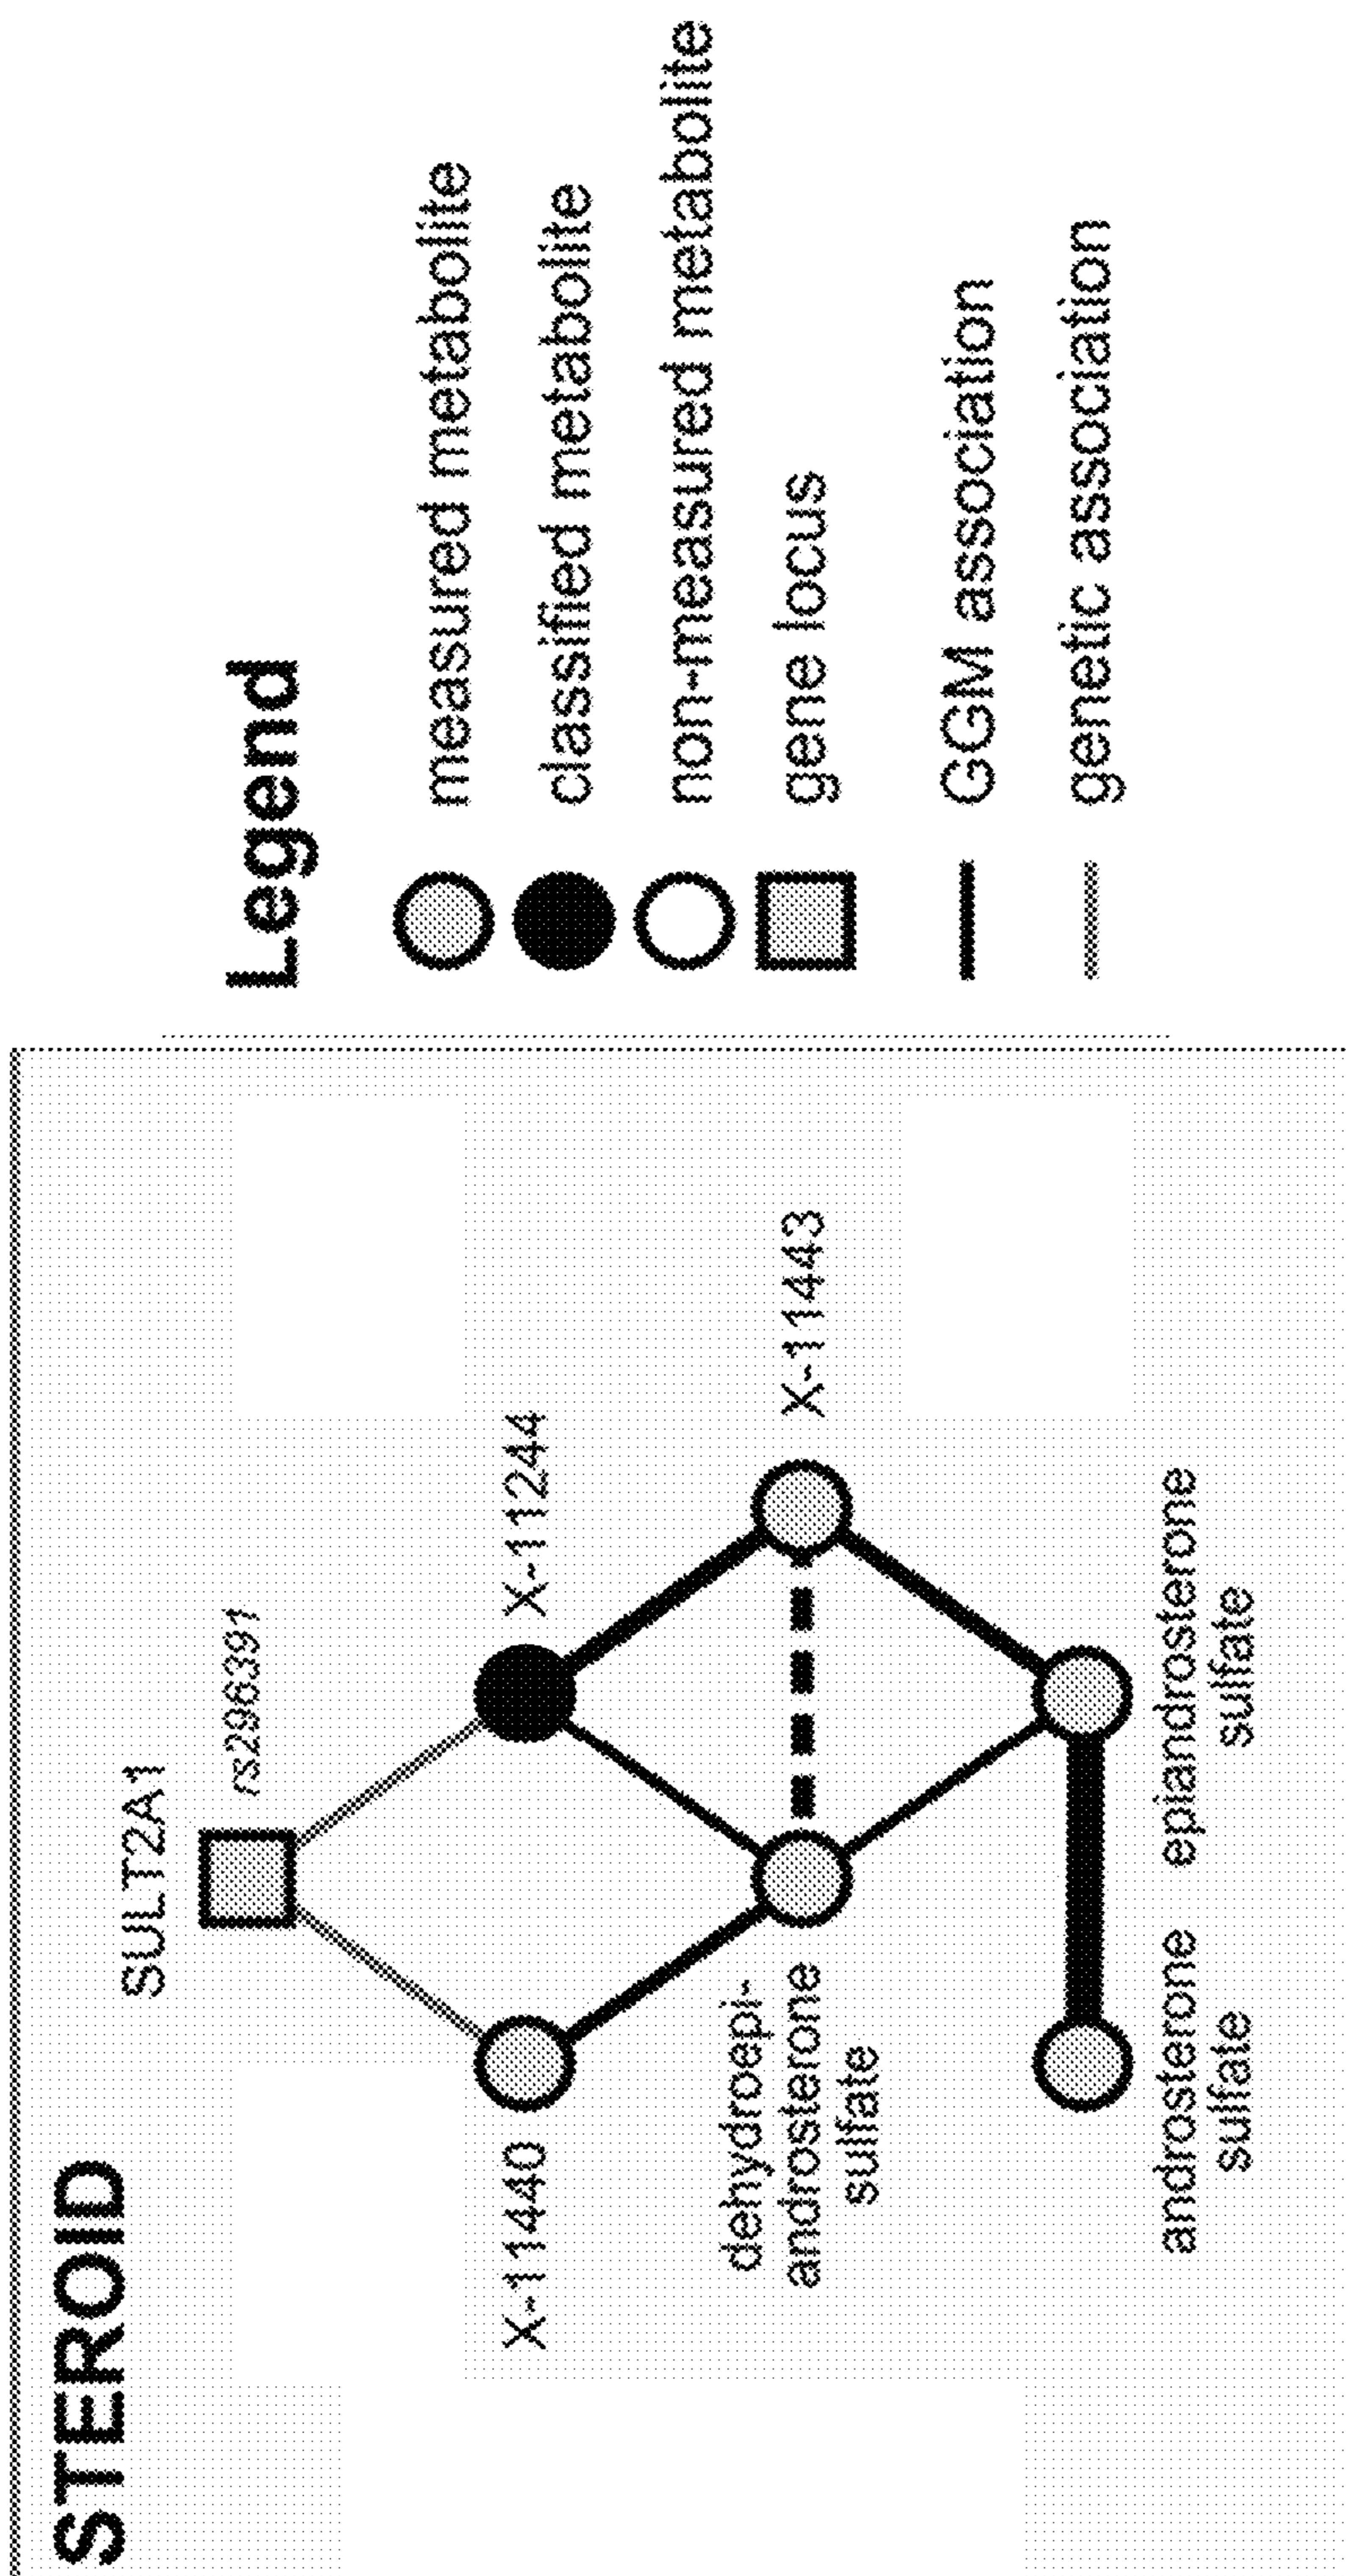 STEROID
SULT2A1
rs296391
X-11440
X-11244
dehydroepi-
androsterone
sulfate
X-11443
androsterone
sulfate
epiandrosterone
sulfate
Legend
measured metabolite
classified metabolite
non-measured metabolite
gene locus
GGM association
genetic association